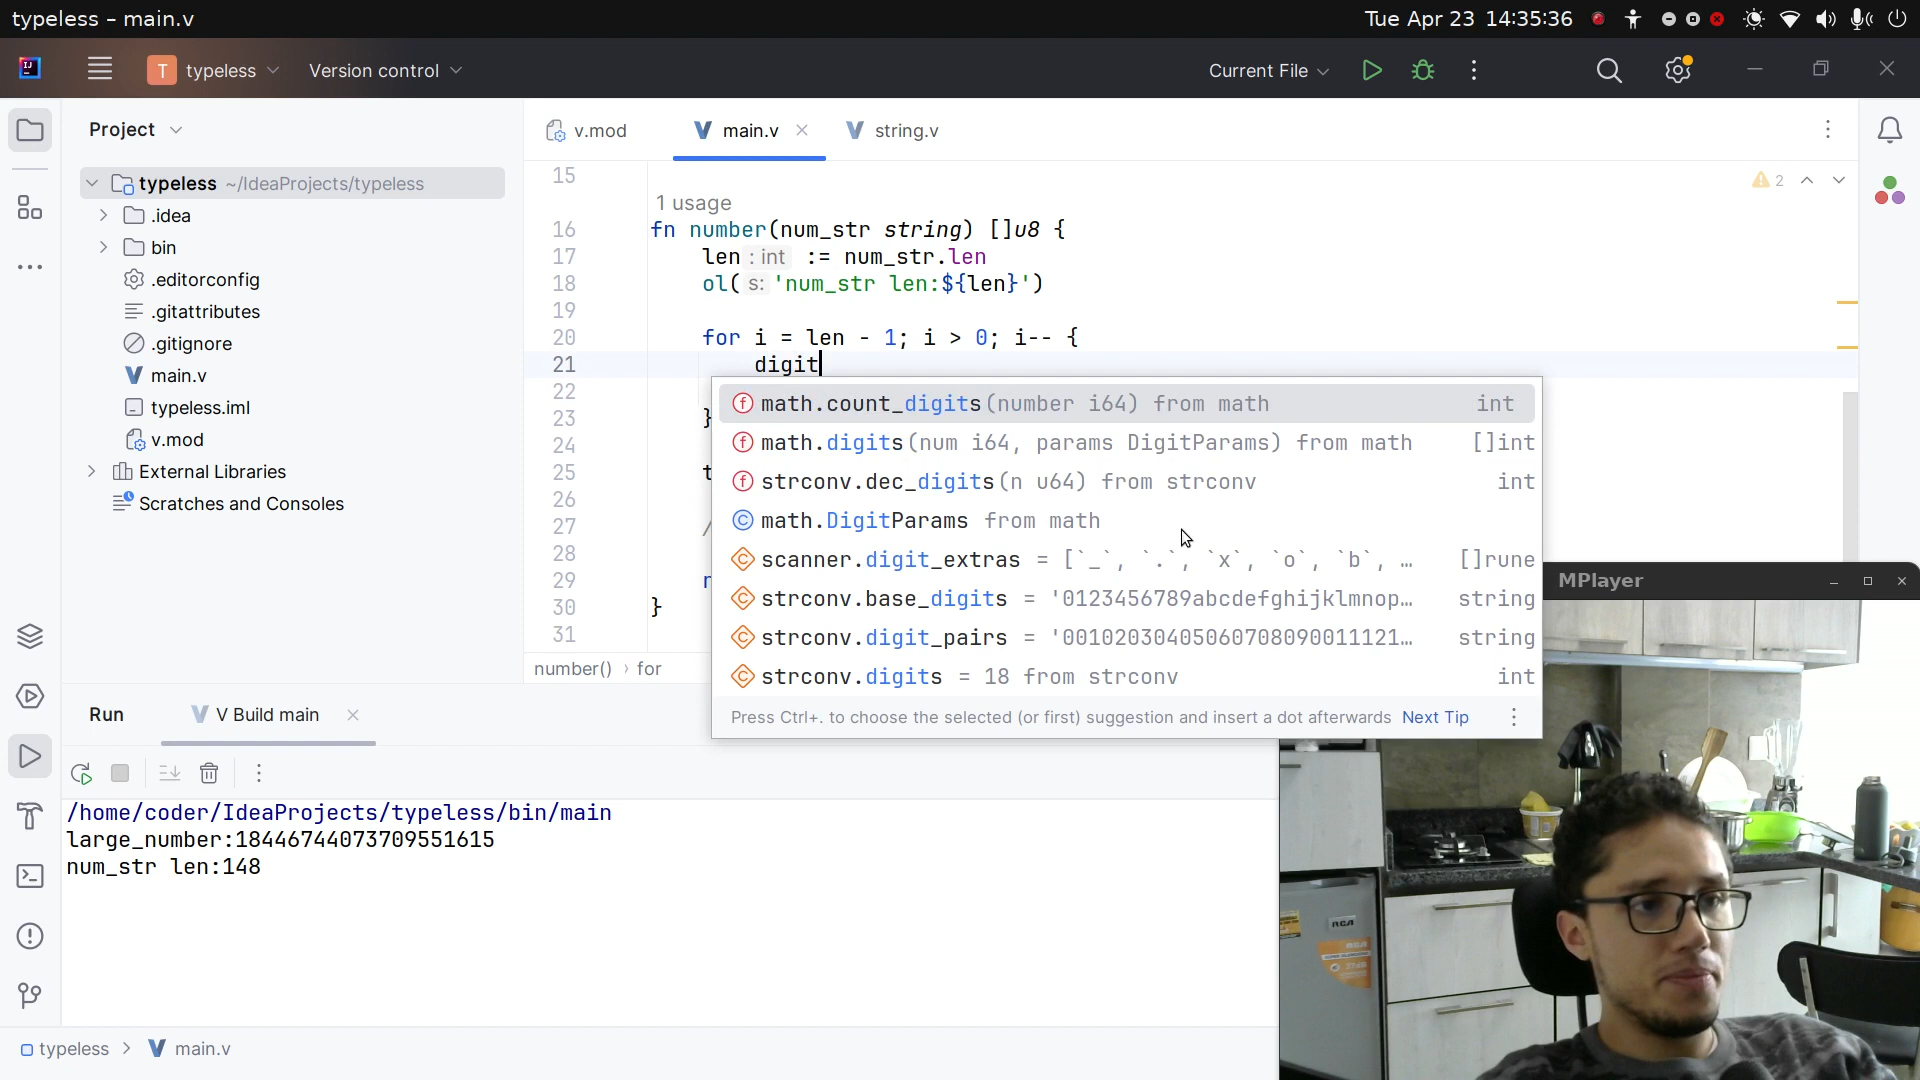 typeless – main.v
Tue Apr 23 14:35:36
T typeless
Version control
Current File
Project
v.mod
main.v
string.v
typeless ~/IdeaProjects/typeless
.idea
bin
.editorconfig
.gitattributes
.gitignore
main.v
typeless.iml
v.mod
External Libraries
Scratches and Consoles
2
15
1 usage
16 fn number(num_str string) []u8 {
17 len : int := num_str.len
18 ol( s: 'num_str len:${len}')
19
20 for i = len - 1; i > 0; i-- {
21 digit
22
23 }
24
25 t
26
27 /
28
29 r
30 }
31
math.count_digits(number i64) from math int
math.digits(num i64, params DigitParams) from math []int
strconv.dec_digits(n u64) from strconv int
math.DigitParams from math
scanner.digit_extras = [`_`, `.`, `x`, `o`, `b`, … []rune
strconv.base_digits = '0123456789abcdefghijklmnop… string
strconv.digit_pairs = '00102030405060708090011121… string
strconv.digits = 18 from strconv int
Press Ctrl+. to choose the selected (or first) suggestion and insert a dot afterwards Next Tip
number() › for
MPlayer
Run
V Build main
/home/coder/IdeaProjects/typeless/bin/main
large_number:18446744073709551615
num_str len:148
RCA
RCA
typeless > main.v